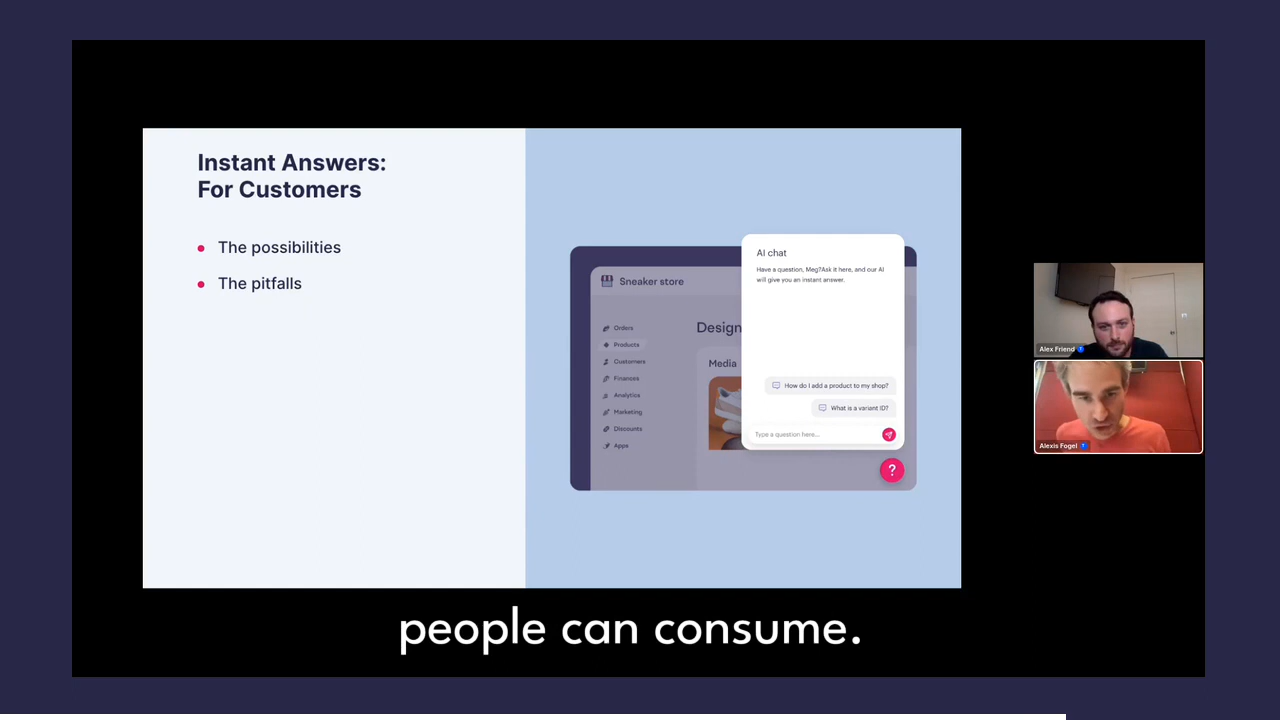 Instant Answers:
For Customers
The possibilities
The pitfalls
Sneaker store
Orders
Products
Customers
Finances
Analytics
Marketing
Discounts
Apps
Design
Media
AI chat
Have a question, Meg?Ask it here, and our AI
will give you an instant answer.
How do I add a product to my shop?
What is a variant ID?
Type a question here...
?
Alex Friend
Alexis Fogel
people can consume.